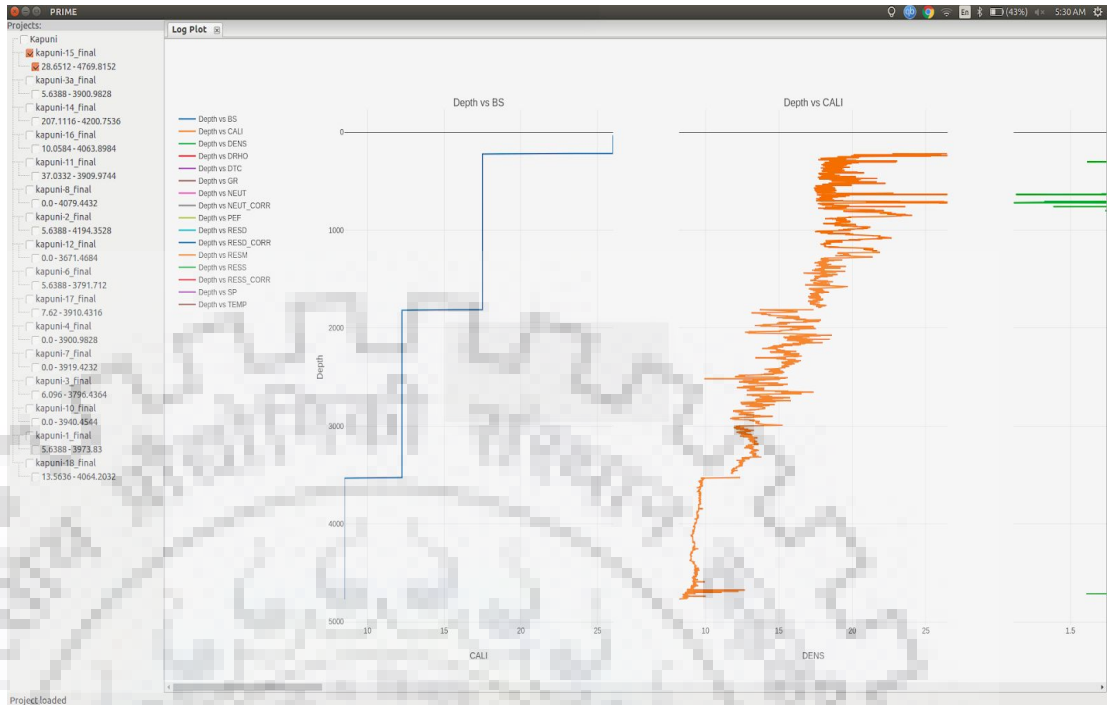 PRIME
En
(43%)
5:30 AM
Projects:
Kapuni
kapuni-15_final
28.6512 - 4769.8152
kapuni-3a_final
5.6388 - 3900.9828
kapuni-14_final
207.1116 - 4200.7536
kapuni-16_final
10.0584 - 4063.8984
kapuni-11_final
37.0332 - 3909.9744
kapuni-8_final
0.0 - 4079.4432
kapuni-2_final
5.6388 - 4194.3528
kapuni-12_final
0.0 - 3671.4684
kapuni-6_final
5.6388 - 3791.712
kapuni-17_final
7.62 - 3910.4316
kapuni-4_final
0.0 - 3900.9828
kapuni-7_final
0.0 - 3919.4232
kapuni-3_final
6.096 - 3796.4364
kapuni-10_final
0.0 - 3940.4544
kapuni-1_final
5.6388 - 3973.83
kapuni-18_final
13.5636 - 4064.2032
Log Plot
Depth vs BS
Depth vs CALI
Depth vs DENS
Depth vs DRHO
Depth vs DTC
Depth vs GR
Depth vs NEUT
Depth vs NEUT_CORR
Depth vs PEF
Depth vs RESD
Depth vs RESD_CORR
Depth vs RESM
Depth vs RESS
Depth vs RESS_CORR
Depth vs SP
Depth vs TEMP
Depth vs BS
0
1000
2000
3000
4000
5000
Depth
10 15 20 25
CALI
Depth vs CALI
10 15 20 25
DENS
1.5
Project loaded